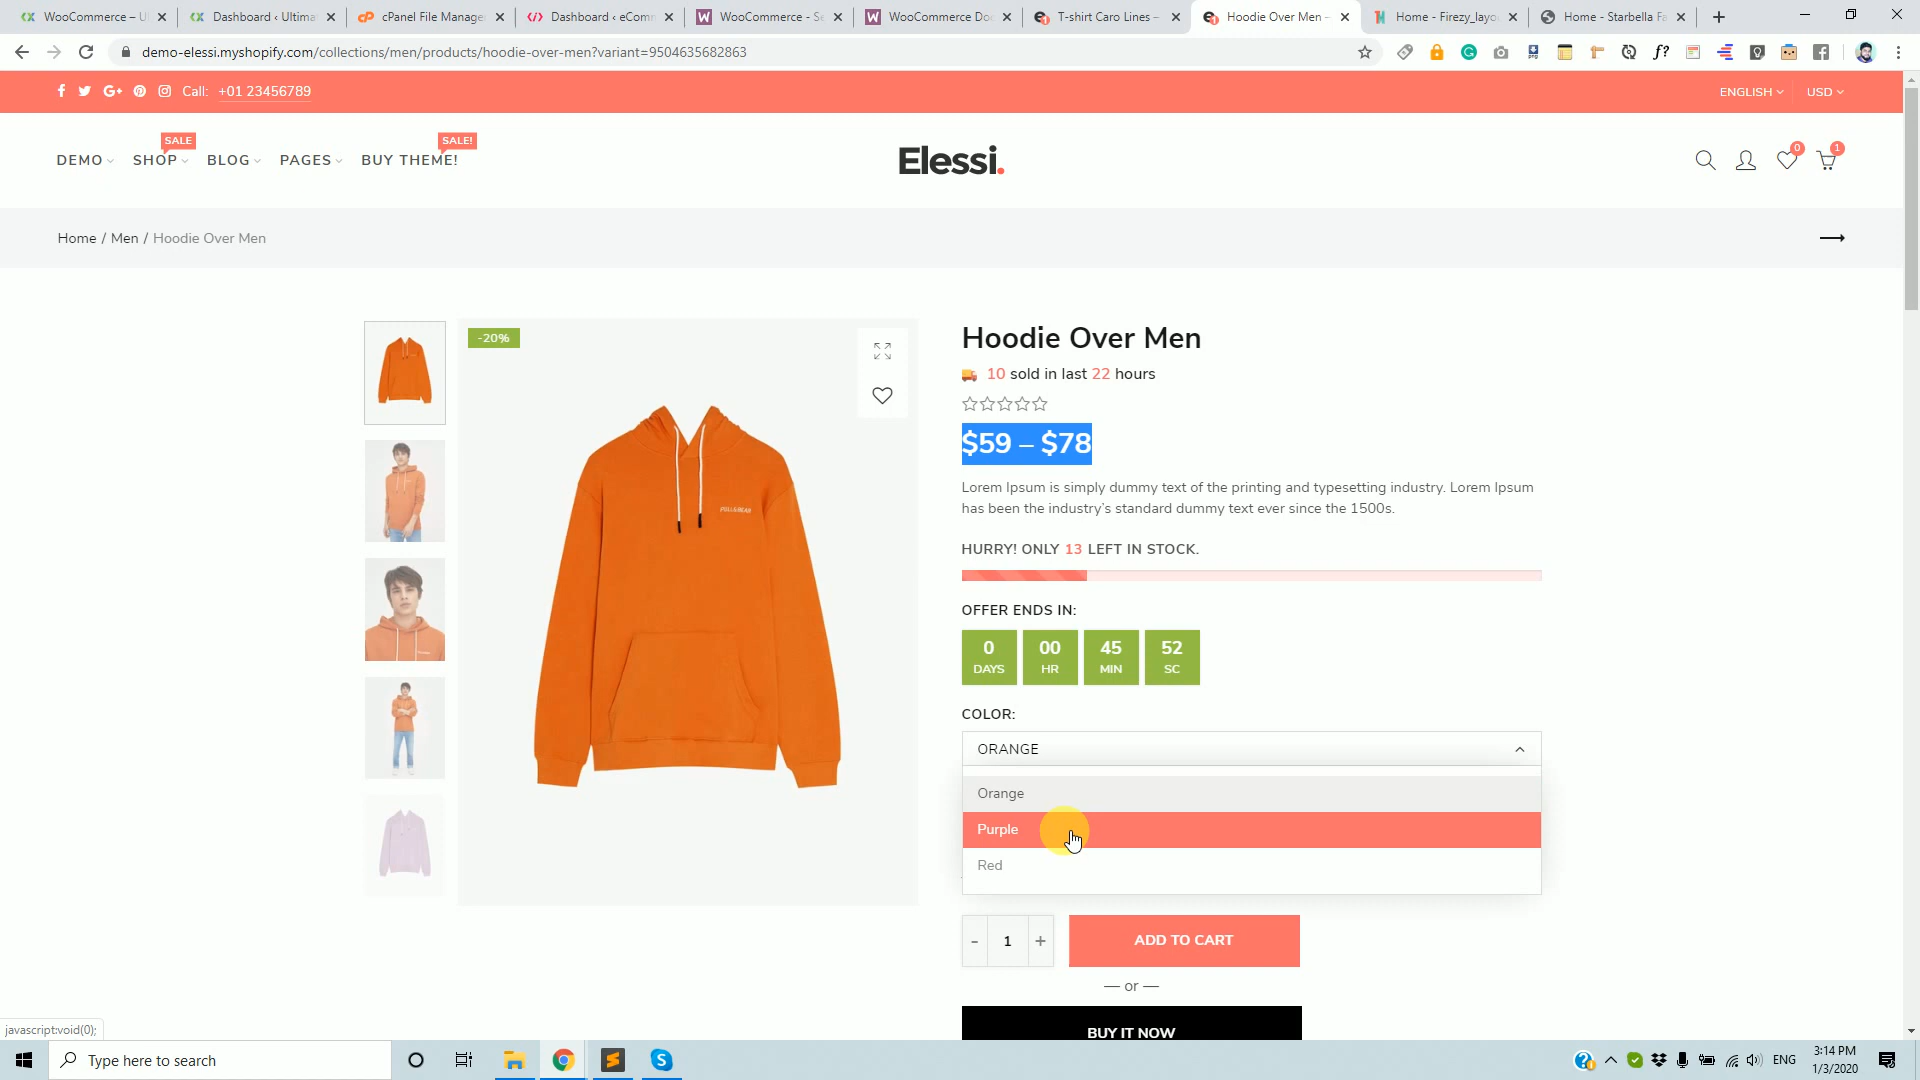 WooCommerce – U
Dashboard ‹ Ultima
cPanel File Manage
Dashboard ‹ eComm
WooCommerce - Se
WooCommerce Doc
T-shirt Caro Lines –
Hoodie Over Men –
Home - Firezy_layo
Home - Starbella Fa
demo-elessi.myshopify.com/collections/men/products/hoodie-over-men?variant=9504635682863
Call: +01 23456789
ENGLISH
USD
SALE
SALE!
DEMO
SHOP
BLOG
PAGES
BUY THEME!
Elessi.
0
1
Home / Men / Hoodie Over Men
-20%
PULL&BEAR
Hoodie Over Men
10 sold in last 22 hours
$59 – $78
Lorem Ipsum is simply dummy text of the printing and typesetting industry. Lorem Ipsum
has been the industry's standard dummy text ever since the 1500s.
HURRY! ONLY 13 LEFT IN STOCK.
OFFER ENDS IN:
0 00 45 52
DAYS HR MIN SC
COLOR:
ORANGE
Orange
Purple
Red
- 1 +
ADD TO CART
— or —
BUY IT NOW
javascript:void(0);
Type here to search
ENG
3:14 PM
1/3/2020